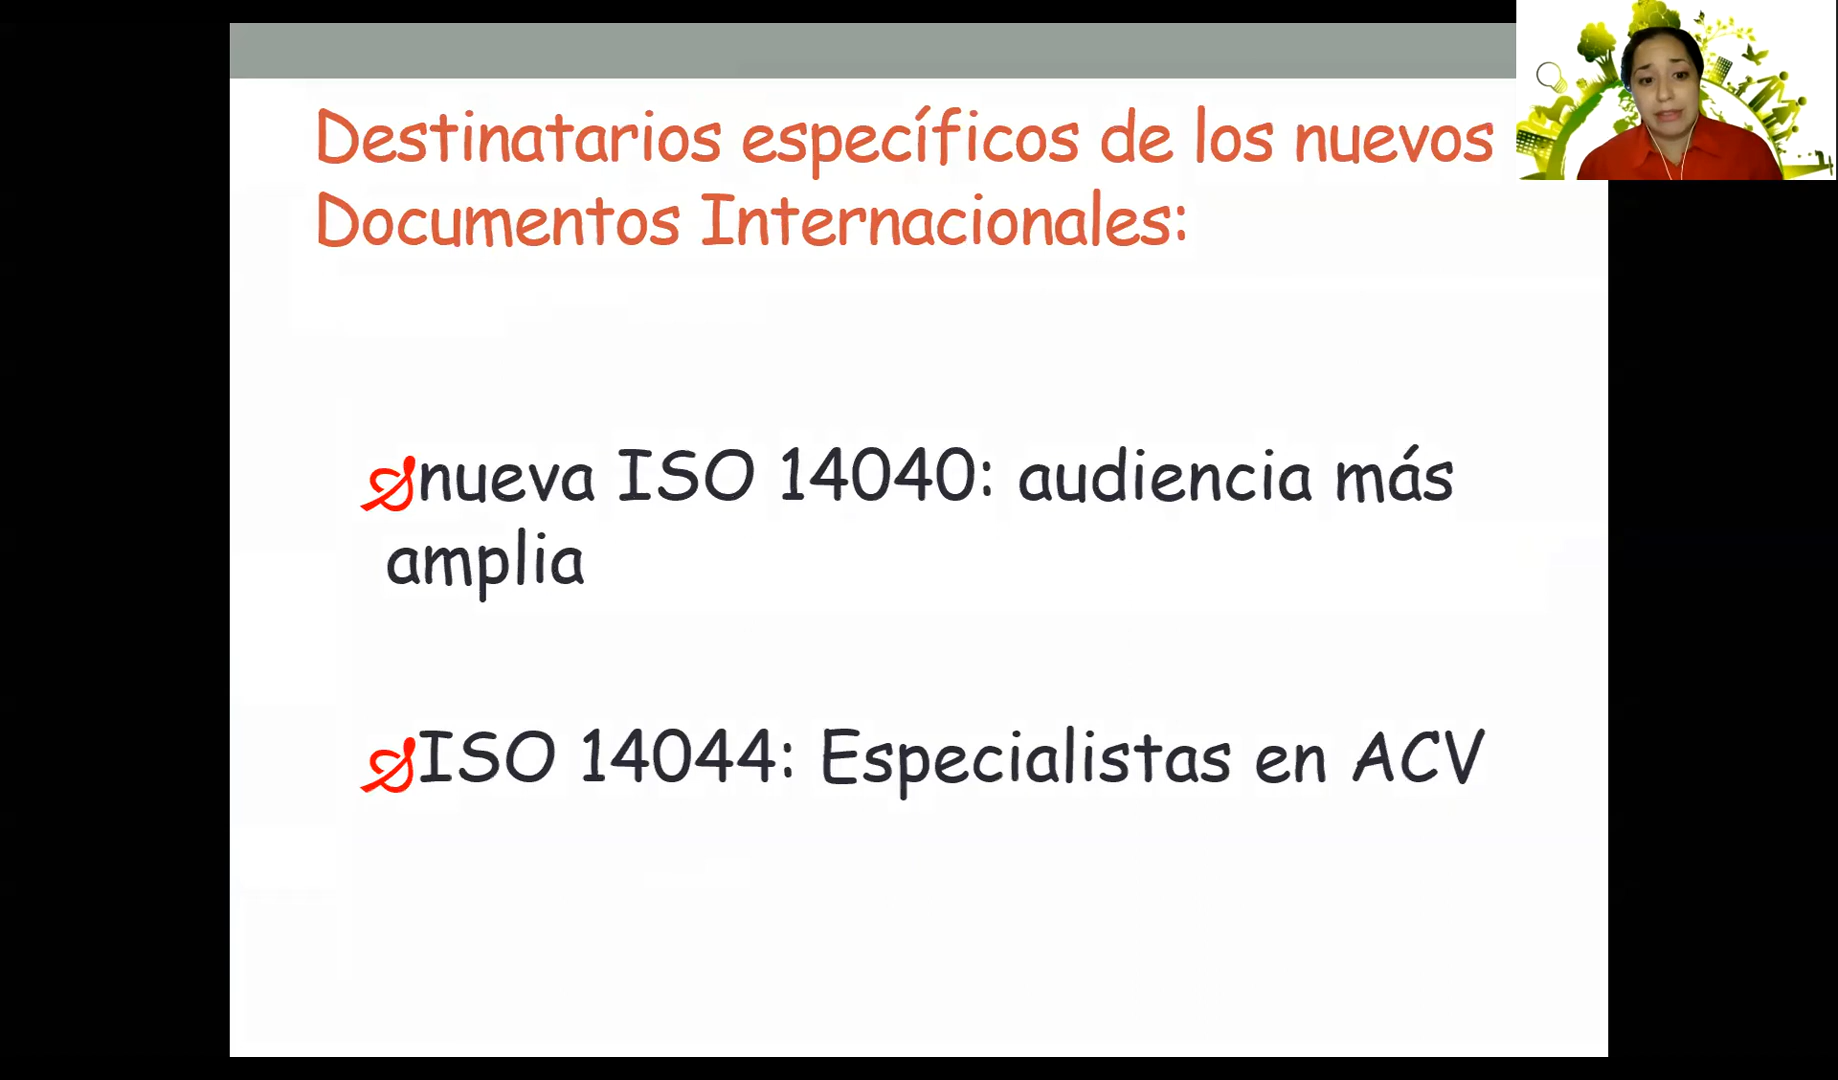 Destinatarios específicos de los nuevos
Documentos Internacionales:
nueva ISO 14040: audiencia más
amplia
ISO 14044: Especialistas en ACV